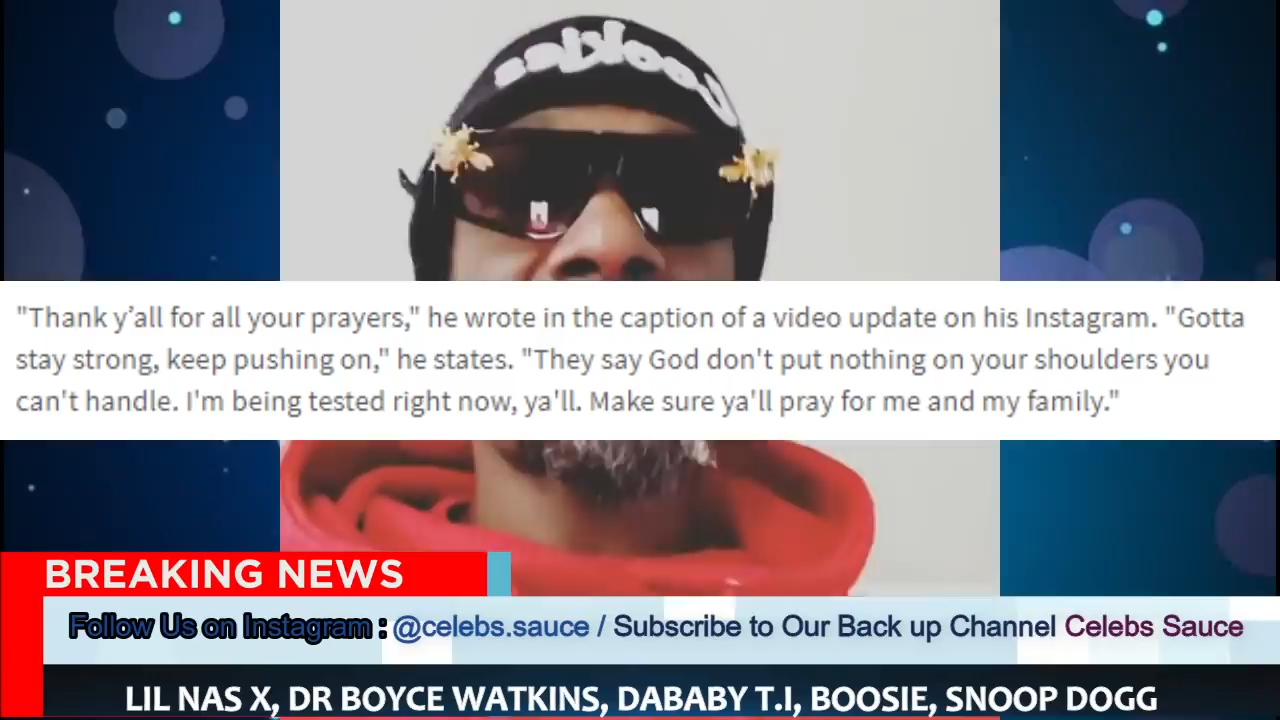 Cookies
"Thank y’all for all your prayers," he wrote in the caption of a video update on his Instagram. "Gotta
stay strong, keep pushing on," he states. "They say God don't put nothing on your shoulders you
can't handle. I'm being tested right now, ya'll. Make sure ya'll pray for me and my family."
BREAKING NEWS
Follow Us on Instagram : @celebs.sauce / Subscribe to Our Back up Channel Celebs Sauce
LIL NAS X, DR BOYCE WATKINS, DABABY T.I, BOOSIE, SNOOP DOGG